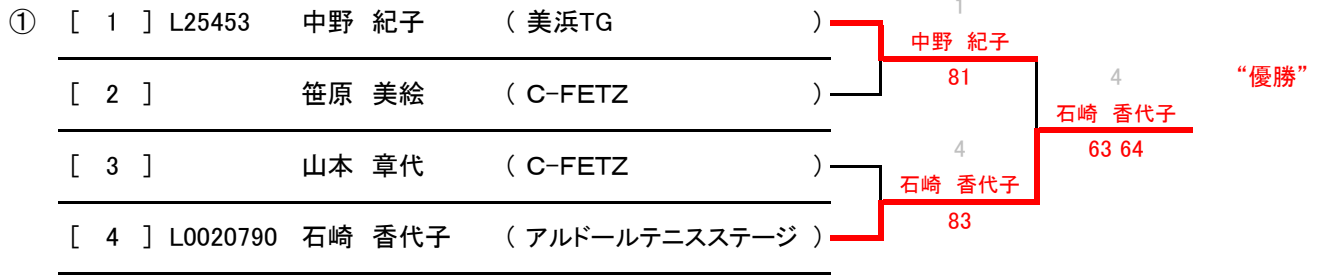 1
① [ 1 ] L25453 中野 紀子 ( 美浜TG )
中野 紀子
81 4 “優勝”
[ 2 ] 笹原 美絵 ( C-FETZ )
石崎 香代子
4 63 64
[ 3 ] 山本 章代 ( C-FETZ )
石崎 香代子
83
[ 4 ] L0020790 石崎 香代子 ( アルドールテニスステージ )